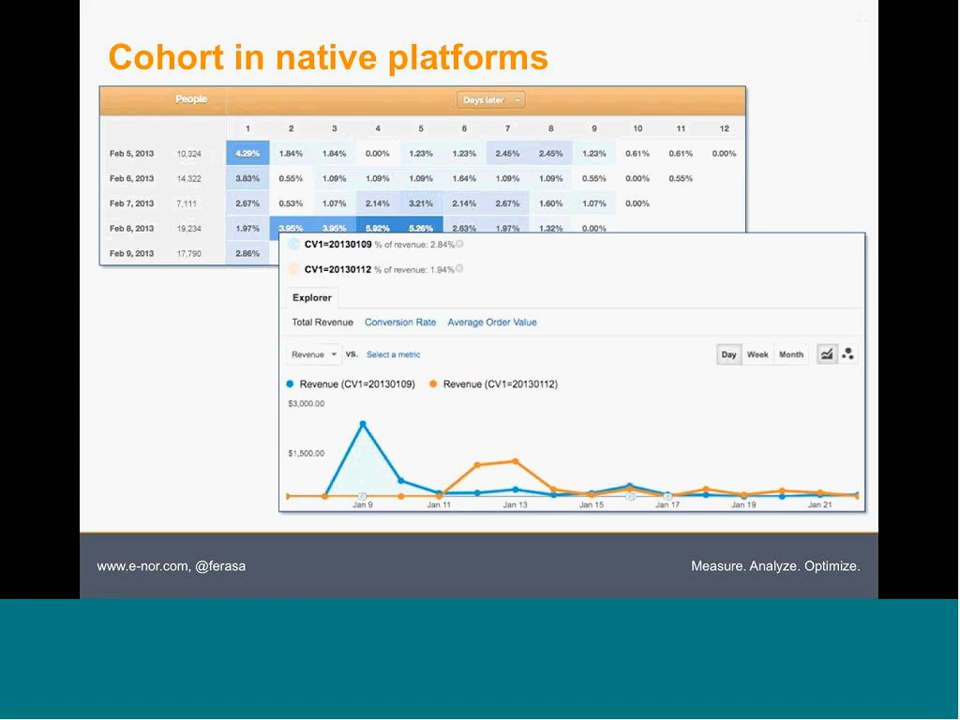 Cohort in native platforms
People Days later
1 2 3 4 5 6 7 8 9 10 11 12
Feb 5, 2013 10,324 4.29% 1.84% 1.84% 0.00% 1.23% 1.23% 2.45% 2.45% 1.23% 0.61% 0.61% 0.00%
Feb 6, 2013 14,322 3.83% 0.55% 1.09% 1.09% 1.09% 1.64% 1.09% 1.09% 0.55% 0.00% 0.55%
Feb 7, 2013 7,111 2.67% 0.53% 1.07% 2.14% 3.21% 2.14% 2.67% 1.60% 1.07% 0.00%
Feb 8, 2013 19,234 1.97% 3.95% 3.95% 5.92% 5.26% 2.63% 1.97% 1.32% 0.00%
Feb 9, 2013 17,790 2.86%
CV1=20130109 % of revenue: 2.84%
CV1=20130112 % of revenue: 1.94%
Explorer
Total Revenue Conversion Rate Average Order Value
Revenue vs. Select a metric Day Week Month
Revenue (CV1=20130109) Revenue (CV1=20130112)
$3,000.00
$1,500.00
Jan 9 Jan 11 Jan 13 Jan 15 Jan 17 Jan 19 Jan 21
www.e-nor.com, @ferasa Measure. Analyze. Optimize.